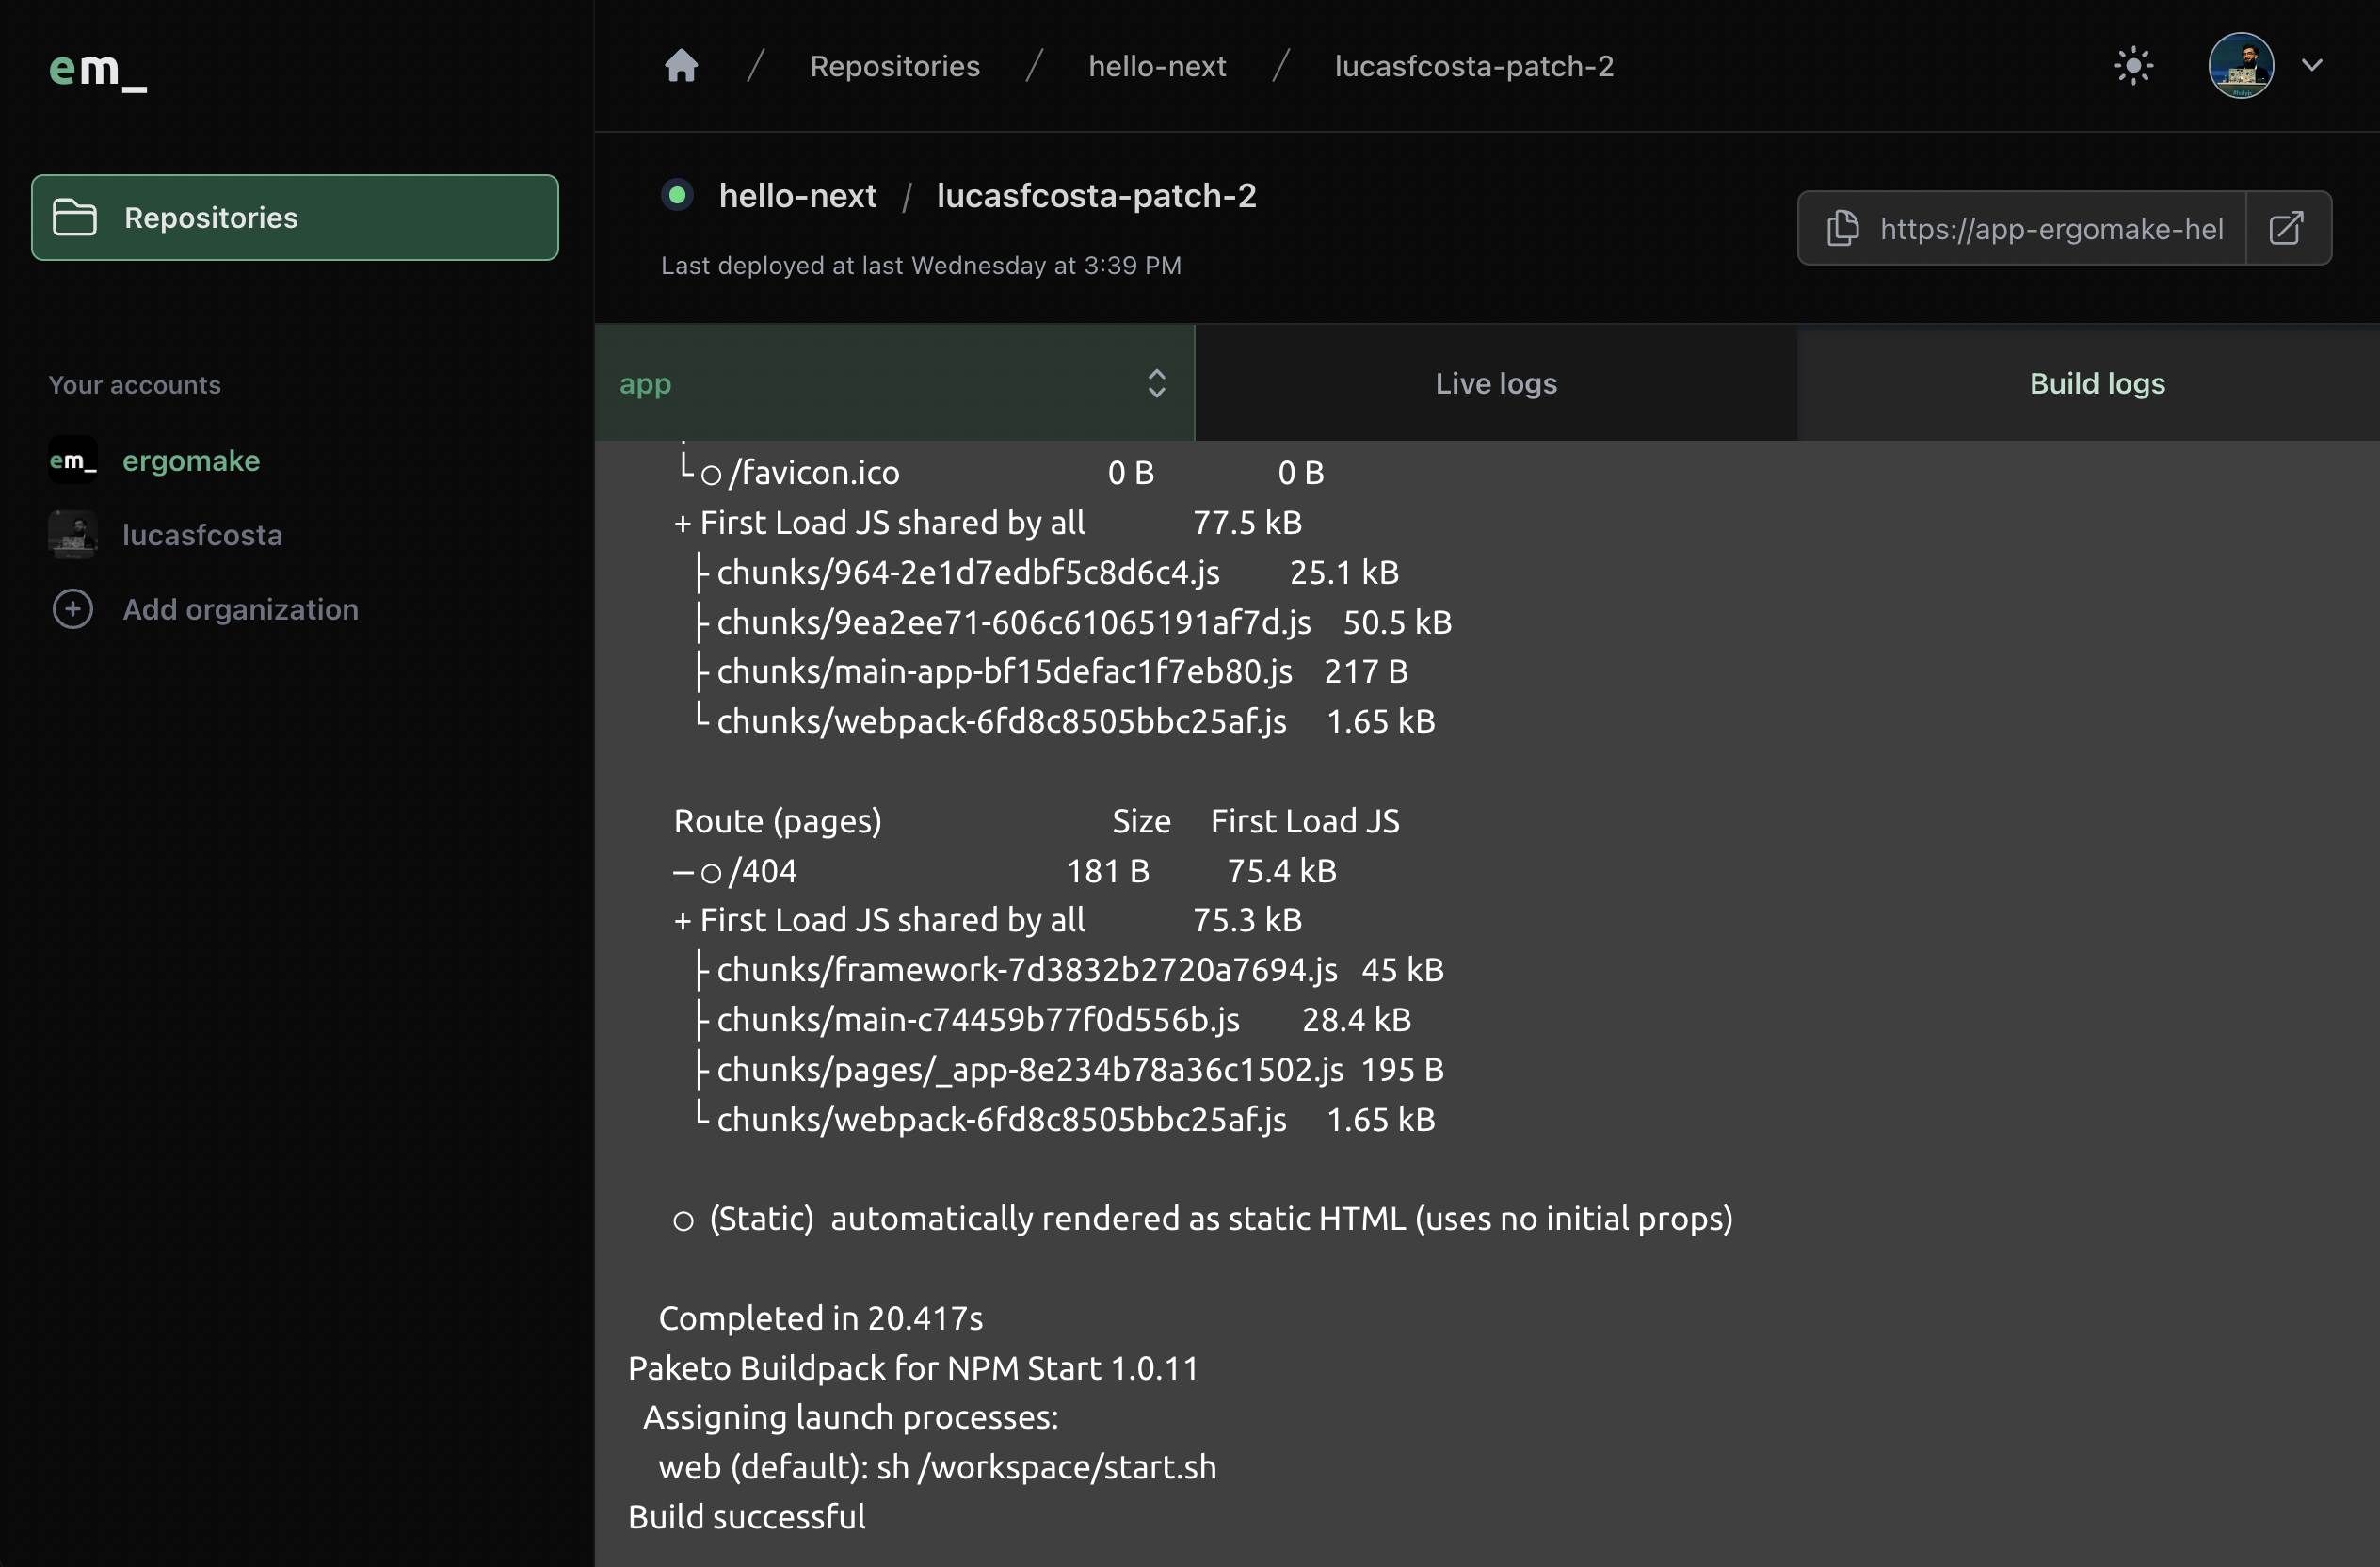 em_
Repositories
Your accounts
em_ ergomake
lucasfcosta
Add organization
/ Repositories / hello-next / lucasfcosta-patch-2
hello-next / lucasfcosta-patch-2
Last deployed at last Wednesday at 3:39 PM
https://app-ergomake-hel
app
Live logs
Build logs
└ ○ /favicon.ico 0 B 0 B
+ First Load JS shared by all 77.5 kB
├ chunks/964-2e1d7edbf5c8d6c4.js 25.1 kB
├ chunks/9ea2ee71-606c61065191af7d.js 50.5 kB
├ chunks/main-app-bf15defac1f7eb80.js 217 B
└ chunks/webpack-6fd8c8505bbc25af.js 1.65 kB
Route (pages) Size First Load JS
─ ○ /404 181 B 75.4 kB
+ First Load JS shared by all 75.3 kB
├ chunks/framework-7d3832b2720a7694.js 45 kB
├ chunks/main-c74459b77f0d556b.js 28.4 kB
├ chunks/pages/_app-8e234b78a36c1502.js 195 B
└ chunks/webpack-6fd8c8505bbc25af.js 1.65 kB
○ (Static) automatically rendered as static HTML (uses no initial props)
Completed in 20.417s
Paketo Buildpack for NPM Start 1.0.11
Assigning launch processes:
web (default): sh /workspace/start.sh
Build successful